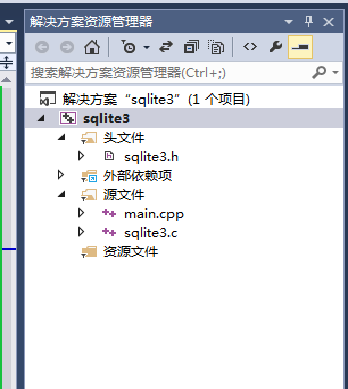 解决方案资源管理器
搜索解决方案资源管理器(Ctrl+;)
解决方案“sqlite3”(1 个项目)
sqlite3
头文件
sqlite3.h
外部依赖项
源文件
main.cpp
sqlite3.c
资源文件